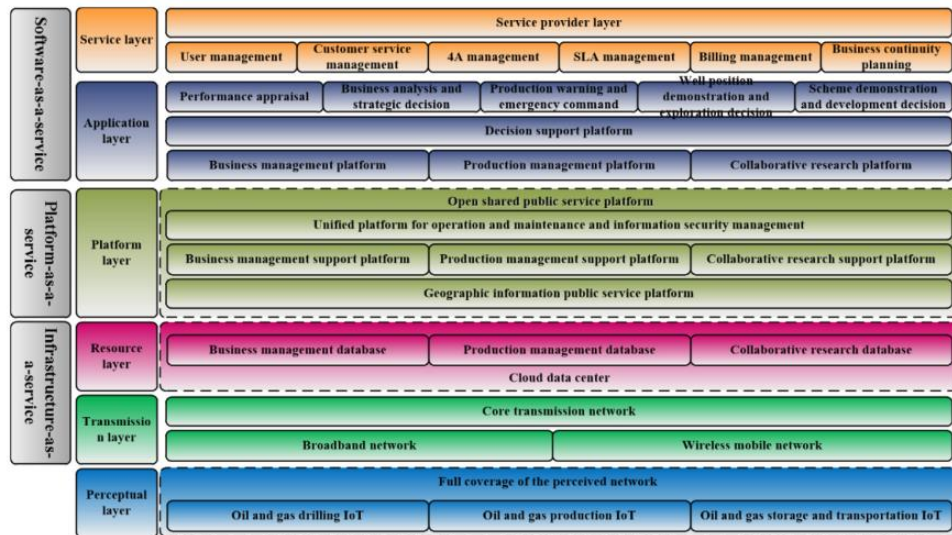 Software-as-a-service
Service layer
Service provider layer
User management
Customer service
management
4A management
SLA management
Billing management
Business continuity
planning
Application
layer
Performance appraisal
Business analysis and
strategic decision
Production warning and
emergency command
Well position
demonstration and
exploration decision
Scheme demonstration
and development decision
Decision support platform
Business management platform
Production management platform
Collaborative research platform
Platform-as-a-
service
Platform
layer
Open shared public service platform
Unified platform for operation and maintenance and information security management
Business management support platform
Production management support platform
Collaborative research support platform
Geographic information public service platform
Infrastructure-as-
a-service
Resource
layer
Business management database
Production management database
Collaborative research database
Cloud data center
Transmissio
n layer
Core transmission network
Broadband network
Wireless mobile network
Perceptual
layer
Full coverage of the perceived network
Oil and gas drilling IoT
Oil and gas production IoT
Oil and gas storage and transportation IoT